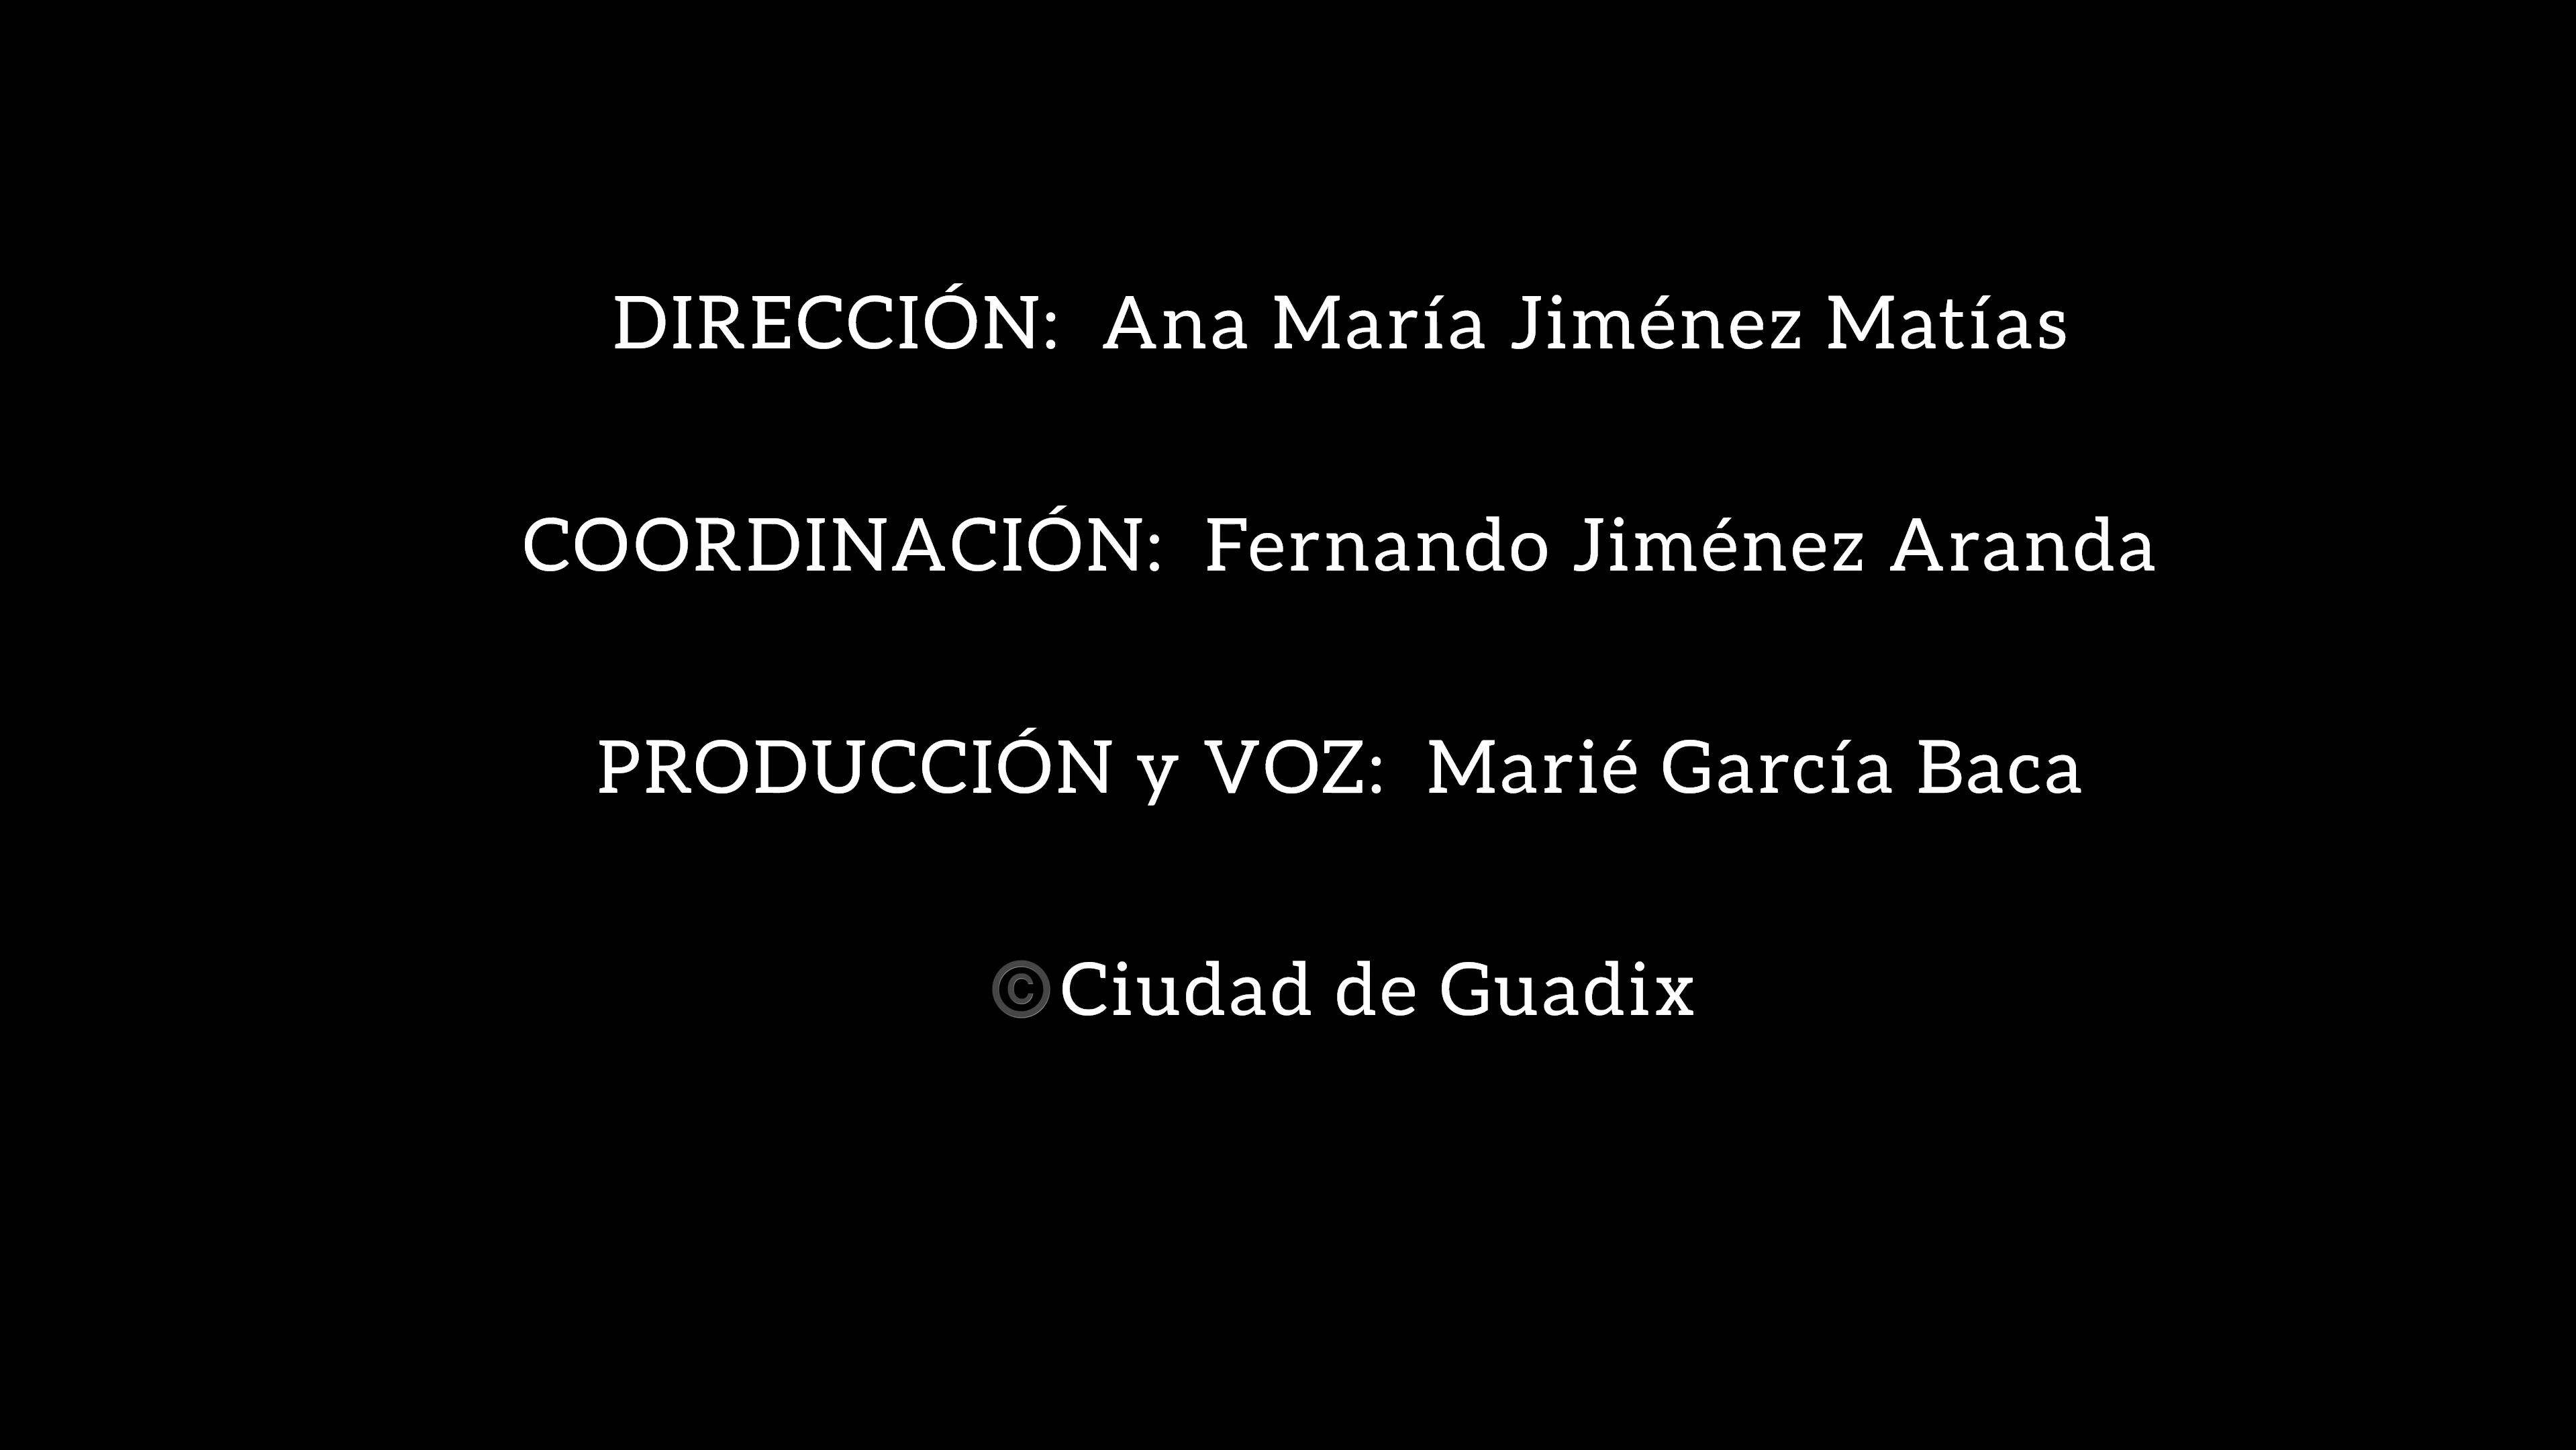 DIRECCIÓN: Ana María Jiménez Matías
COORDINACIÓN: Fernando Jiménez Aranda
PRODUCCIÓN y VOZ: Marié García Baca
©Ciudad de Guadix